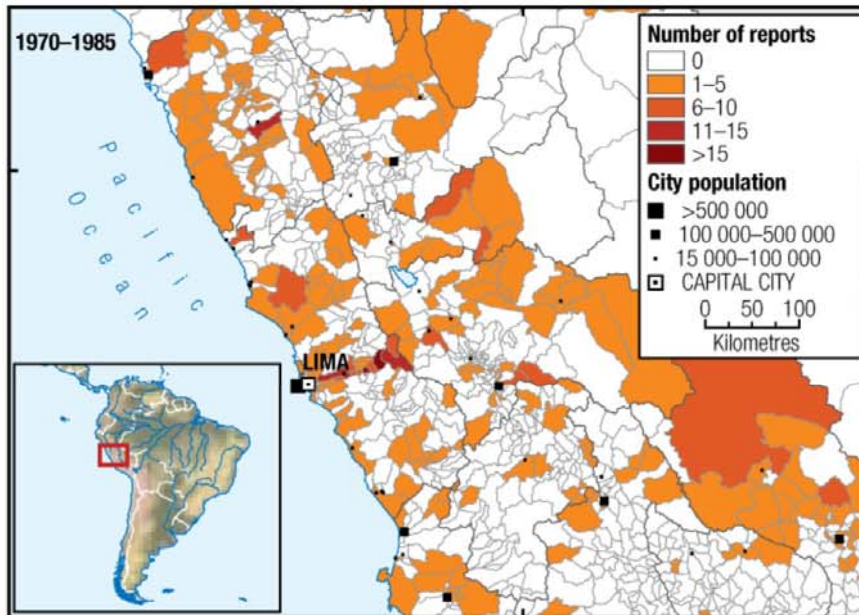 1970–1985
Pacific
Ocean
LIMA
Number of reports
0
1–5
6–10
11–15
>15
City population
>500 000
100 000–500 000
15 000–100 000
CAPITAL CITY
0 50 100
Kilometres